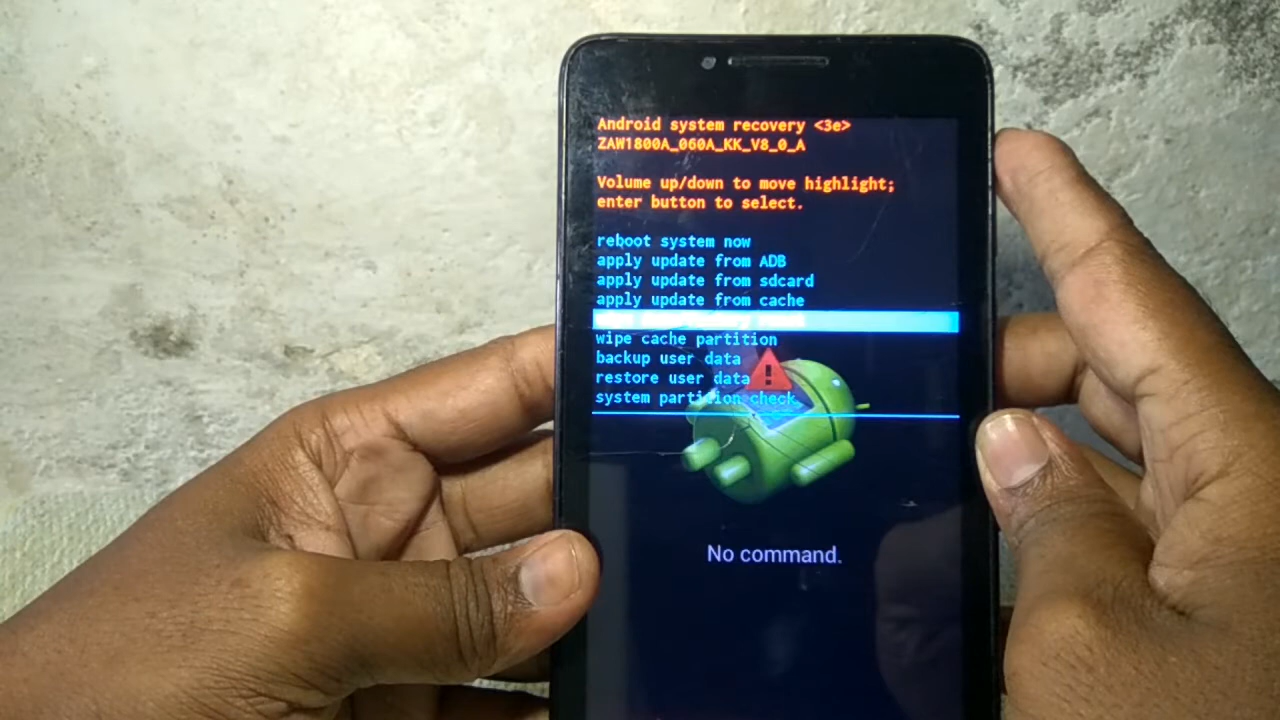 Android system recovery <3e>
ZAW1800A_060A_KK_V8_0_A
Volume up/down to move highlight;
enter button to select.
reboot system now
apply update from ADB
apply update from sdcard
apply update from cache
wipe cache partition
backup user data
restore user data
system partition check
No command.